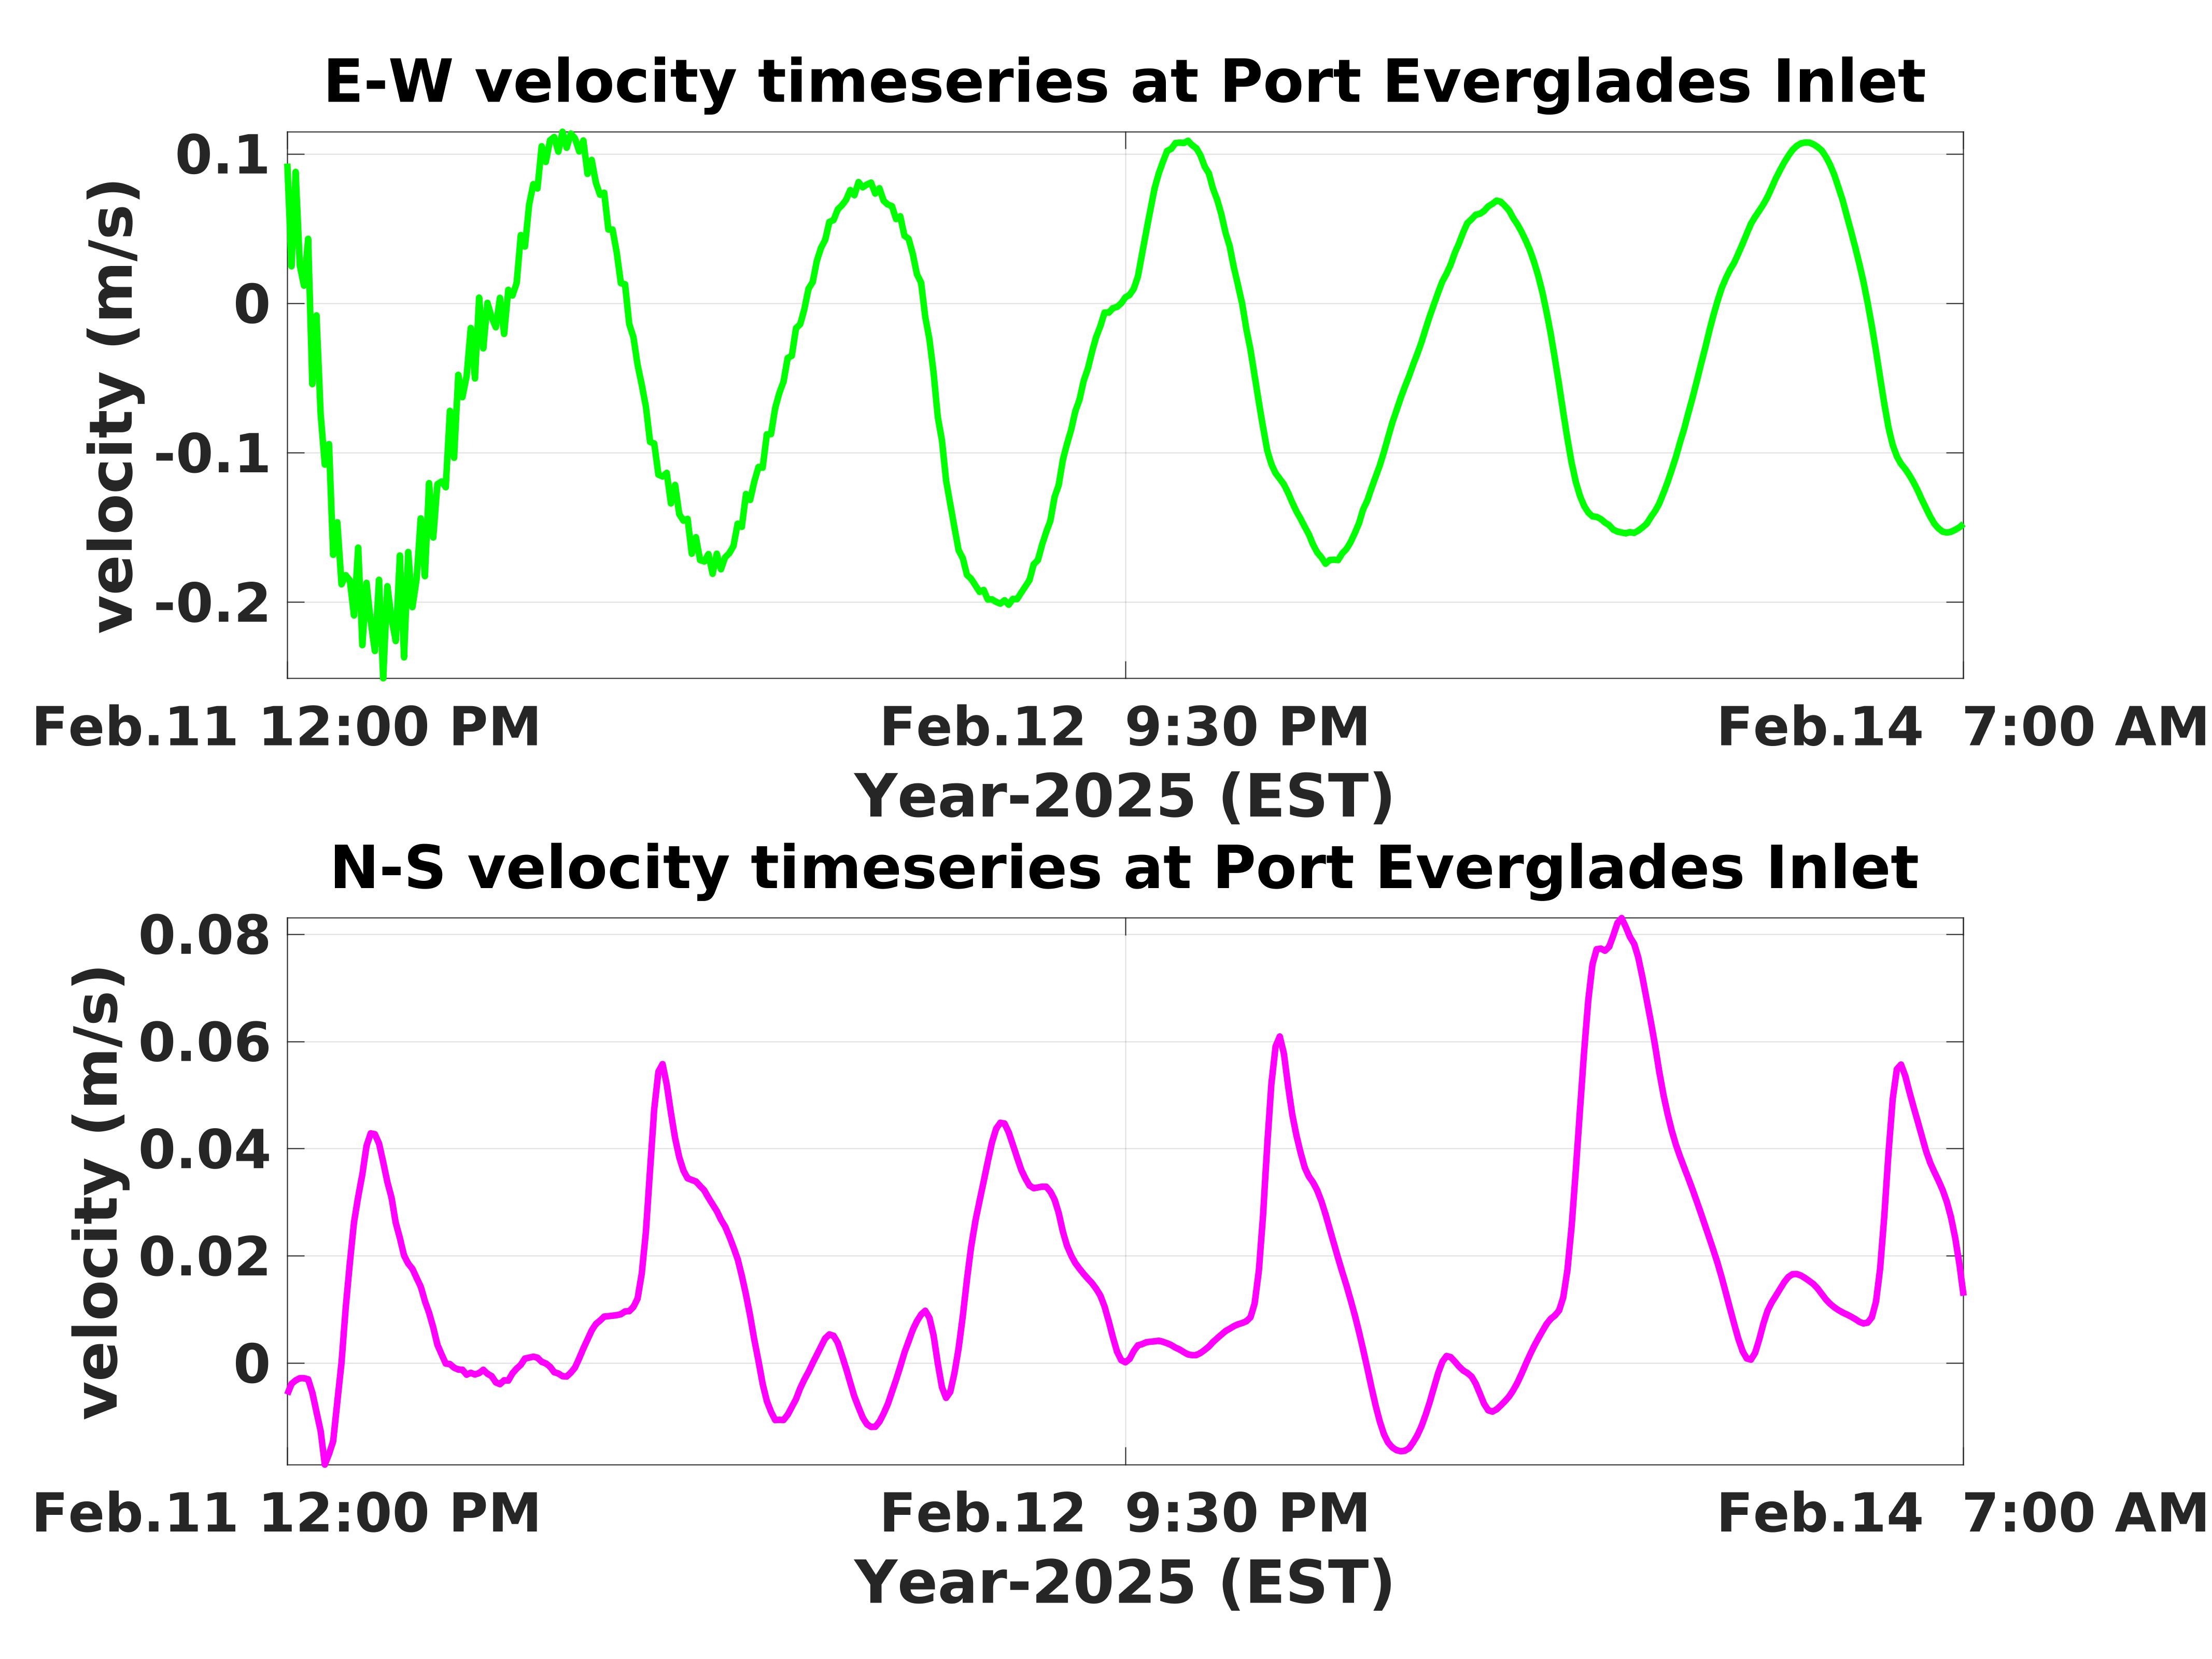 E-W velocity timeseries at Port Everglades Inlet
velocity (m/s)
0.1
0
-0.1
-0.2
Feb.11 12:00 PM
Feb.12  9:30 PM
Feb.14  7:00 AM
Year-2025 (EST)
N-S velocity timeseries at Port Everglades Inlet
velocity (m/s)
0.08
0.06
0.04
0.02
0
Feb.11 12:00 PM
Feb.12  9:30 PM
Feb.14  7:00 AM
Year-2025 (EST)